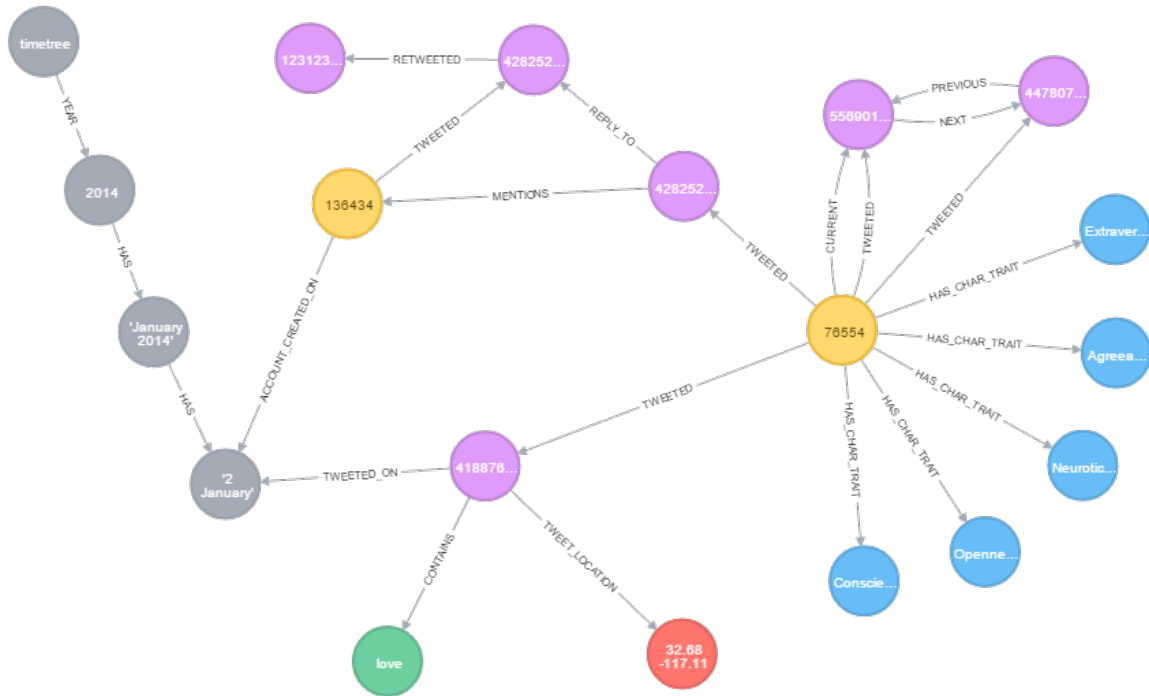 timetree
YEAR
2014
HAS
'January
2014'
HAS
'2
January'
123123...
RETWEETED
428252...
TWEETED
REPLY_TO
136434
MENTIONS
428252...
ACCOUNT_CREATED_ON
TWEETED
556901...
PREVIOUS
NEXT
447807...
CURRENT
TWEETED
TWEETED
76554
HAS_CHAR_TRAIT
Extraver...
HAS_CHAR_TRAIT
Agreea...
HAS_CHAR_TRAIT
Neurotic...
HAS_CHAR_TRAIT
Openne...
HAS_CHAR_TRAIT
Conscie...
TWEETED
418876...
TWEETED_ON
CONTAINS
love
TWEET_LOCATION
32.68
-117.11